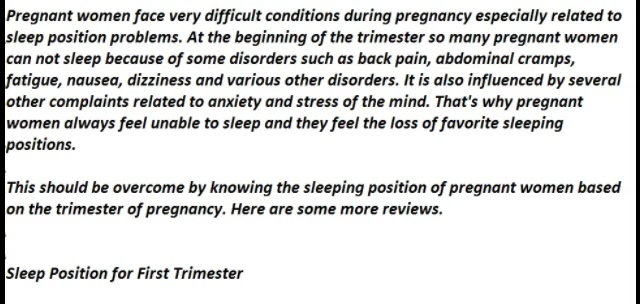 Pregnant women face very difficult conditions during pregnancy especially related to
sleep position problems. At the beginning of the trimester so many pregnant women
can not sleep because of some disorders such as back pain, abdominal cramps,
fatigue, nausea, dizziness and various other disorders. It is also influenced by several
other complaints related to anxiety and stress of the mind. That's why pregnant
women always feel unable to sleep and they feel the loss of favorite sleeping
positions.
This should be overcome by knowing the sleeping position of pregnant women based
on the trimester of pregnancy. Here are some more reviews.
Sleep Position for First Trimester